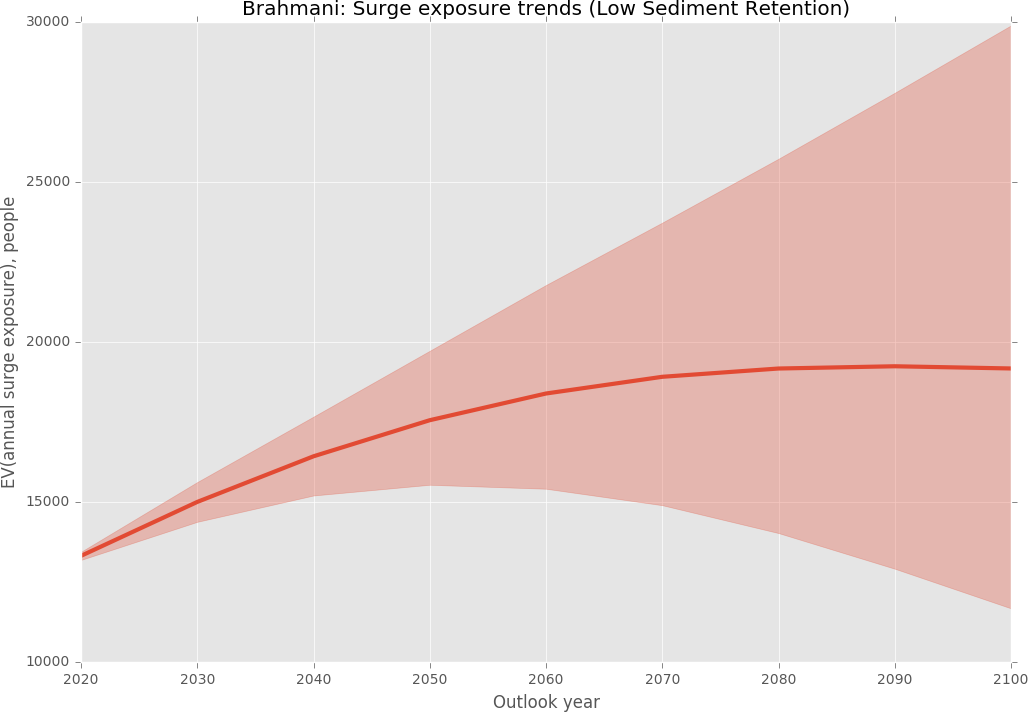 Brahmani: Surge exposure trends (Low Sediment Retention)
30000
25000
20000
15000
10000
EV(annual surge exposure), people
2020 2030 2040 2050 2060 2070 2080 2090 2100
Outlook year